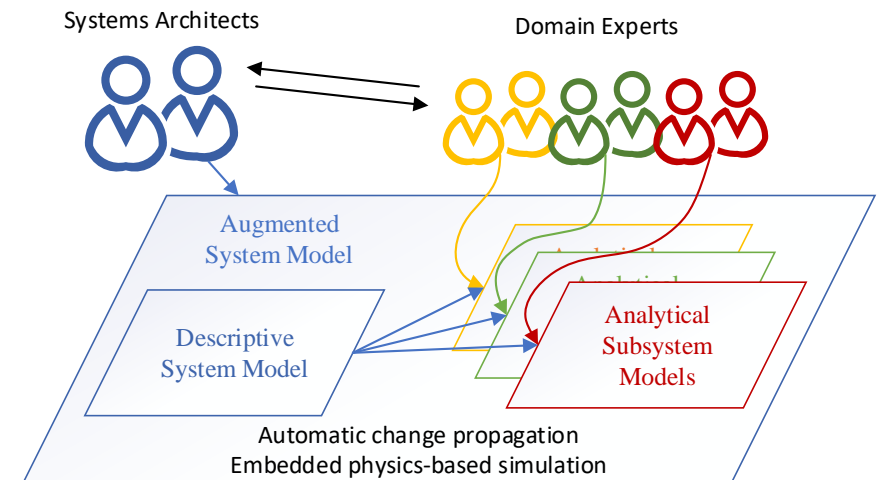 Systems Architects
Domain Experts
Augmented
System Model
Descriptive
System Model
Analytical
Subsystem
Models
Automatic change propagation
Embedded physics-based simulation